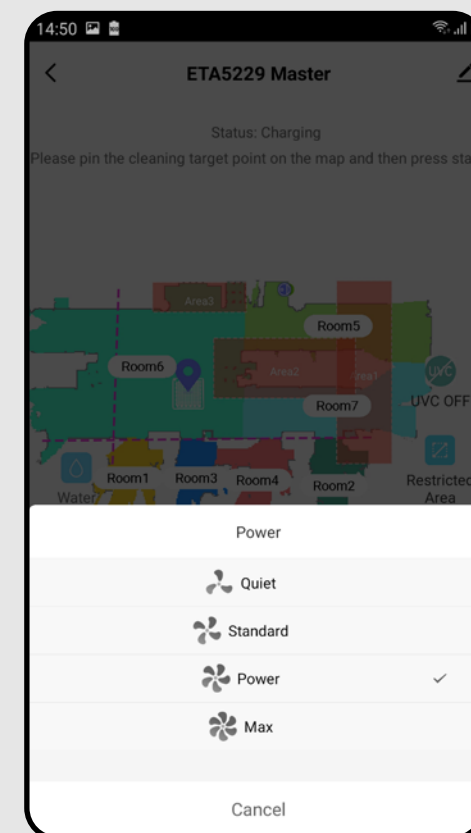 14:50
ETA5229 Master
Status: Charging
Please pin the cleaning target point on the map and then press sta
Area3
Room5
Room6
Area2
UVC
Room7
UVC OFF
Room1
Room3
Room4
Room2
Water
Restricted
Area
Power
Quiet
Standard
Power
Max
Cancel